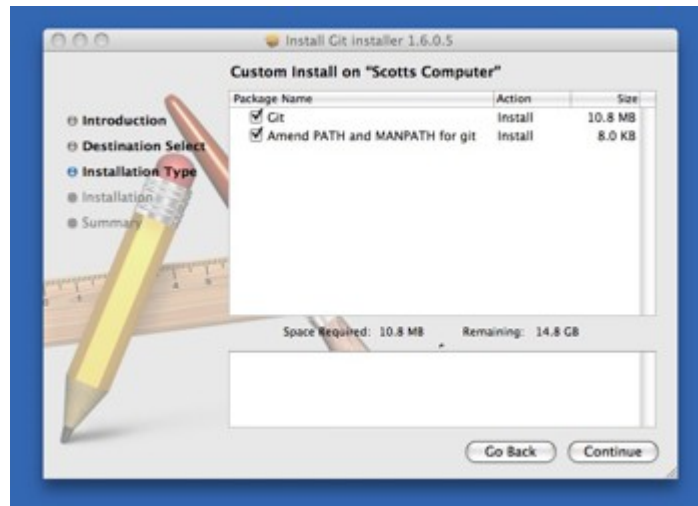 Install Git installer 1.6.0.5
Custom Install on "Scotts Computer"
Introduction
Destination Select
Installation Type
Installation
Summary
Package Name Action Size
Git Install 10.8 MB
Amend PATH and MANPATH for git Install 8.0 KB
Space Required: 10.8 MB Remaining: 14.8 GB
Go Back Continue